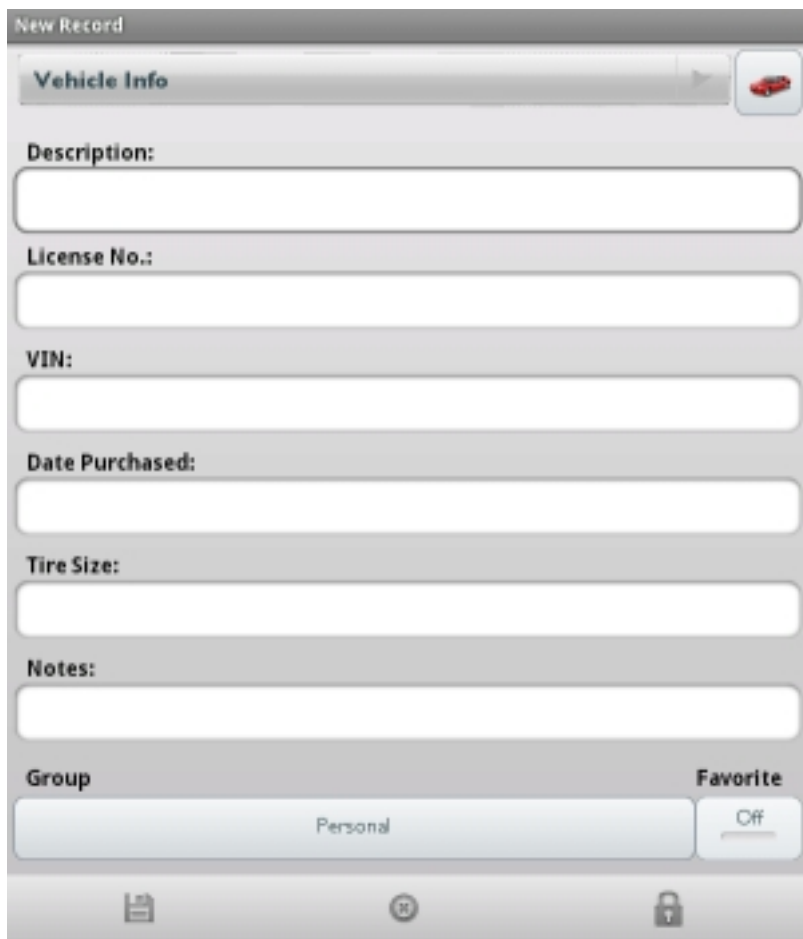 New Record
Vehicle Info
Description:
License No.:
VIN:
Date Purchased:
Tire Size:
Notes:
Group Favorite
Personal Off